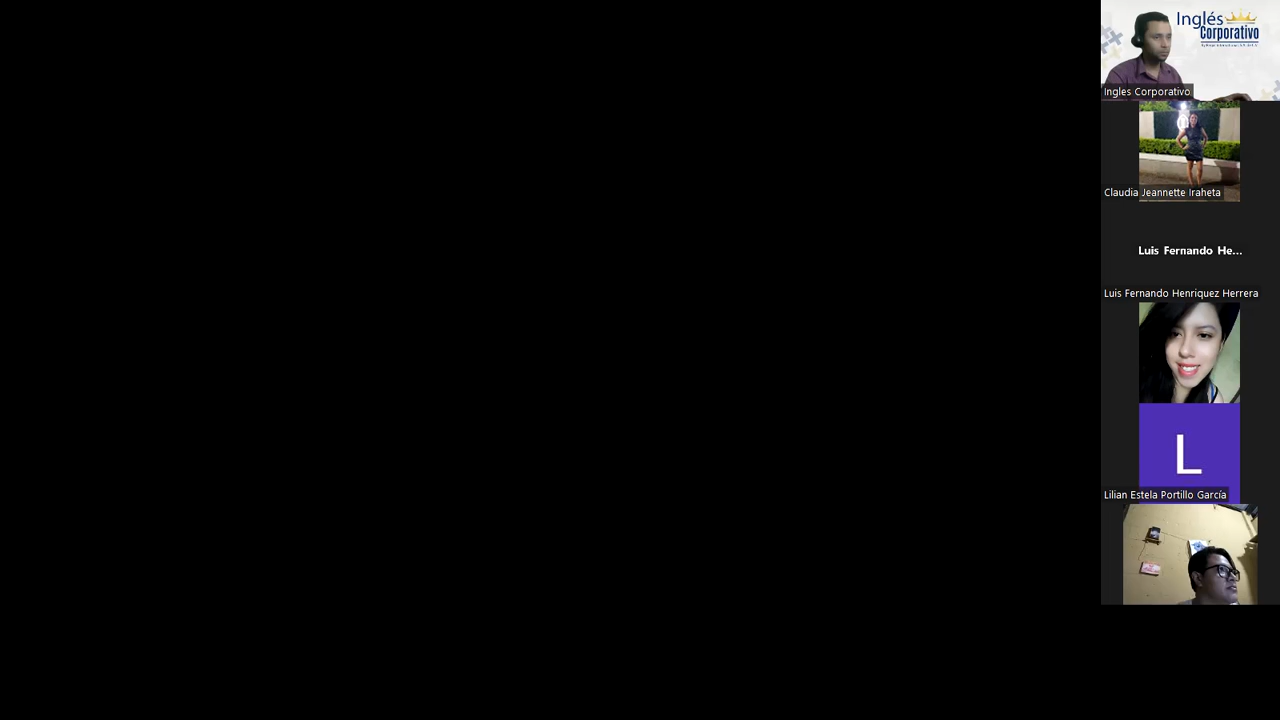 Inglés
Corporativo
Ingles Corporativo
Claudia Jeannette Iraheta
Luis Fernando He...
Luis Fernando Henriquez Herrera
L
Lilian Estela Portillo García